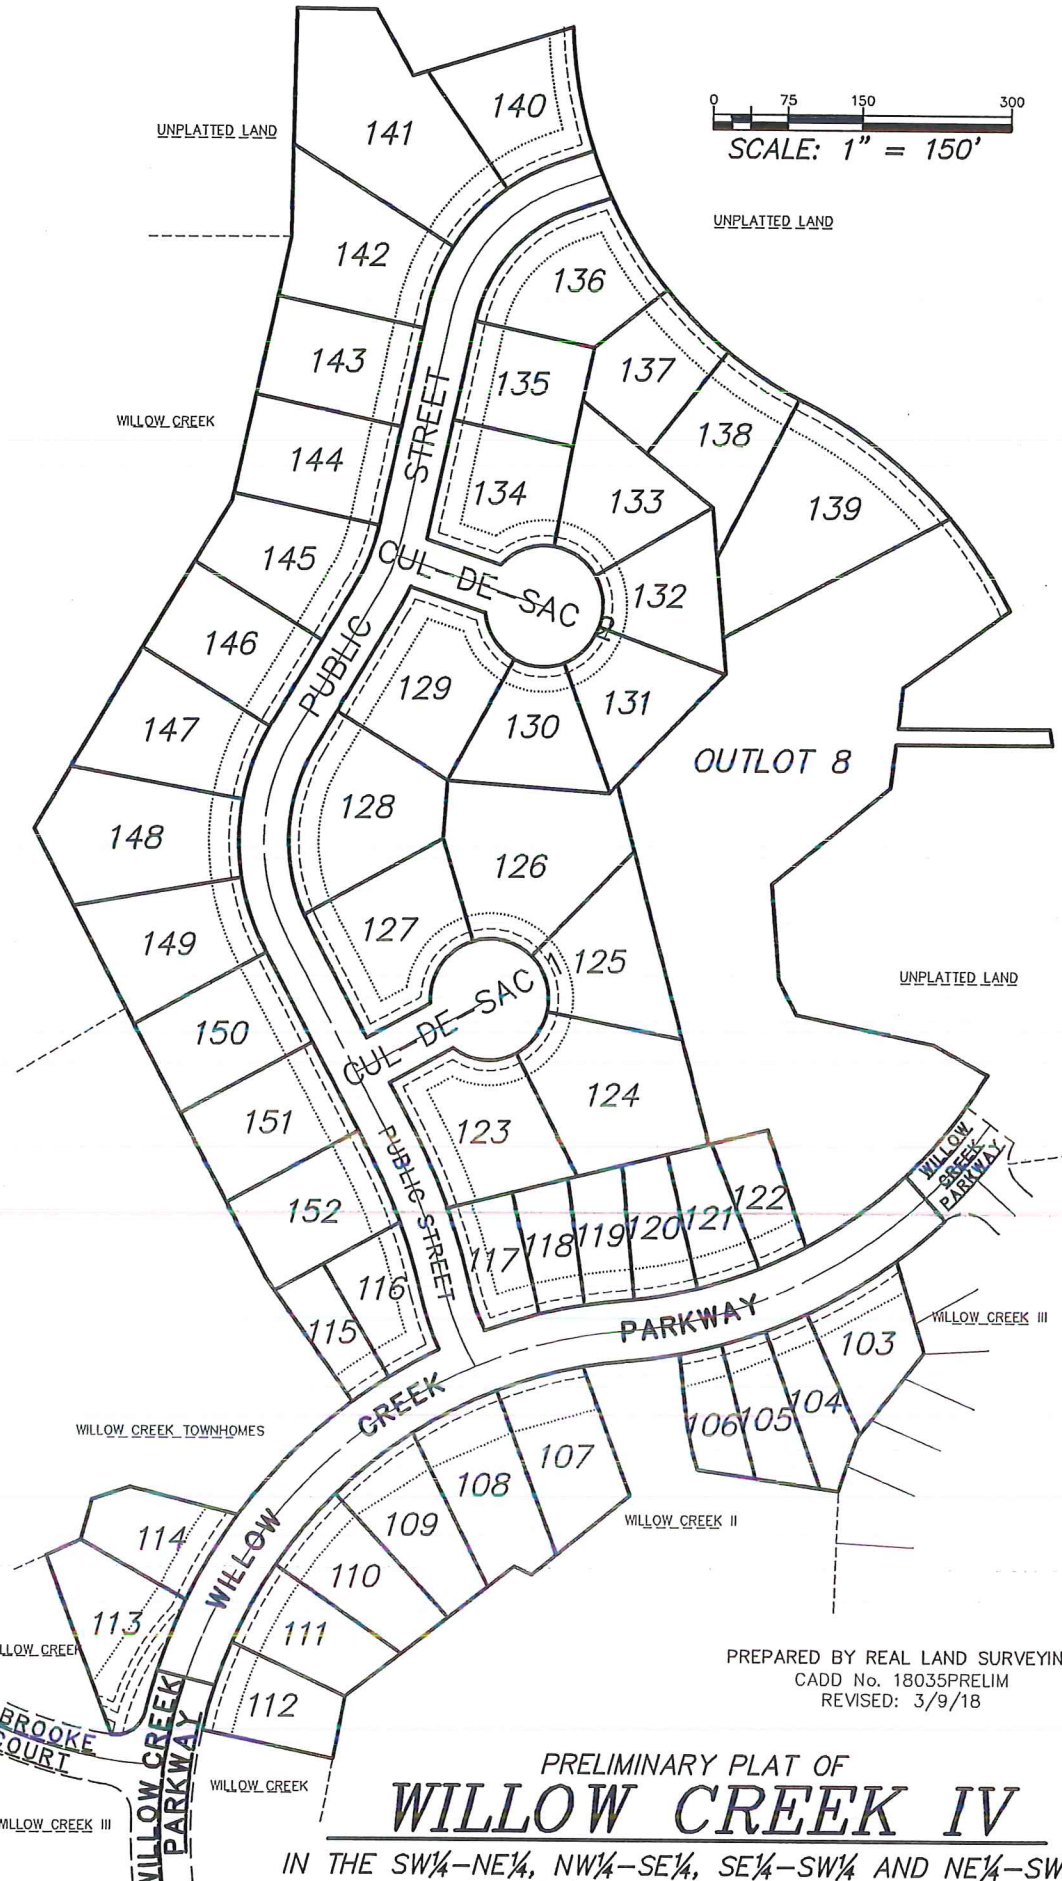 0 75 150 300
SCALE: 1" = 150'
UNPLATTED LAND
UNPLATTED LAND
140
141
142
136
143
STREET
135
137
WILLOW CREEK
144
134
138
133
139
145
CUL-DE-SAC 2
132
146
PUBLIC
129
131
147
130
OUTLOT 8
128
148
126
127
149
125
UNPLATTED LAND
150
CUL-DE-SAC 1
124
151
123
PUBLIC STREET
WILLOW
CREEK
PARKWAY
152
122
121
120
119
118
117
116
115
PARKWAY
WILLOW CREEK III
103
104
105
106
CREEK
WILLOW CREEK TOWNHOMES
107
108
109
WILLOW CREEK II
WILLOW
114
110
113
111
112
PREPARED BY REAL LAND SURVEYIN
CADD No. 18035PRELIM
REVISED: 3/9/18
LLOW CREEK
BROOKE
COURT
WILLOW CREEK
PARKWAY
WILLOW CREEK
WILLOW CREEK III
WILLOW CREEK
PRELIMINARY PLAT OF
WILLOW CREEK IV
IN THE SW¼-NE¼, NW¼-SE¼, SE¼-SW¼ AND NE¼-SW